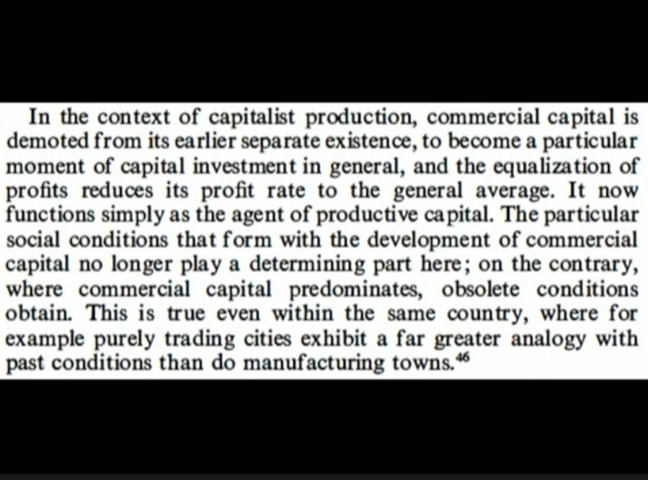 In the context of capitalist production, commercial capital is
demoted from its earlier separate existence, to become a particular
moment of capital investment in general, and the equalization of
profits reduces its profit rate to the general average. It now
functions simply as the agent of productive capital. The particular
social conditions that form with the development of commercial
capital no longer play a determining part here; on the contrary,
where commercial capital predominates, obsolete conditions
obtain. This is true even within the same country, where for
example purely trading cities exhibit a far greater analogy with
past conditions than do manufacturing towns.⁴⁶